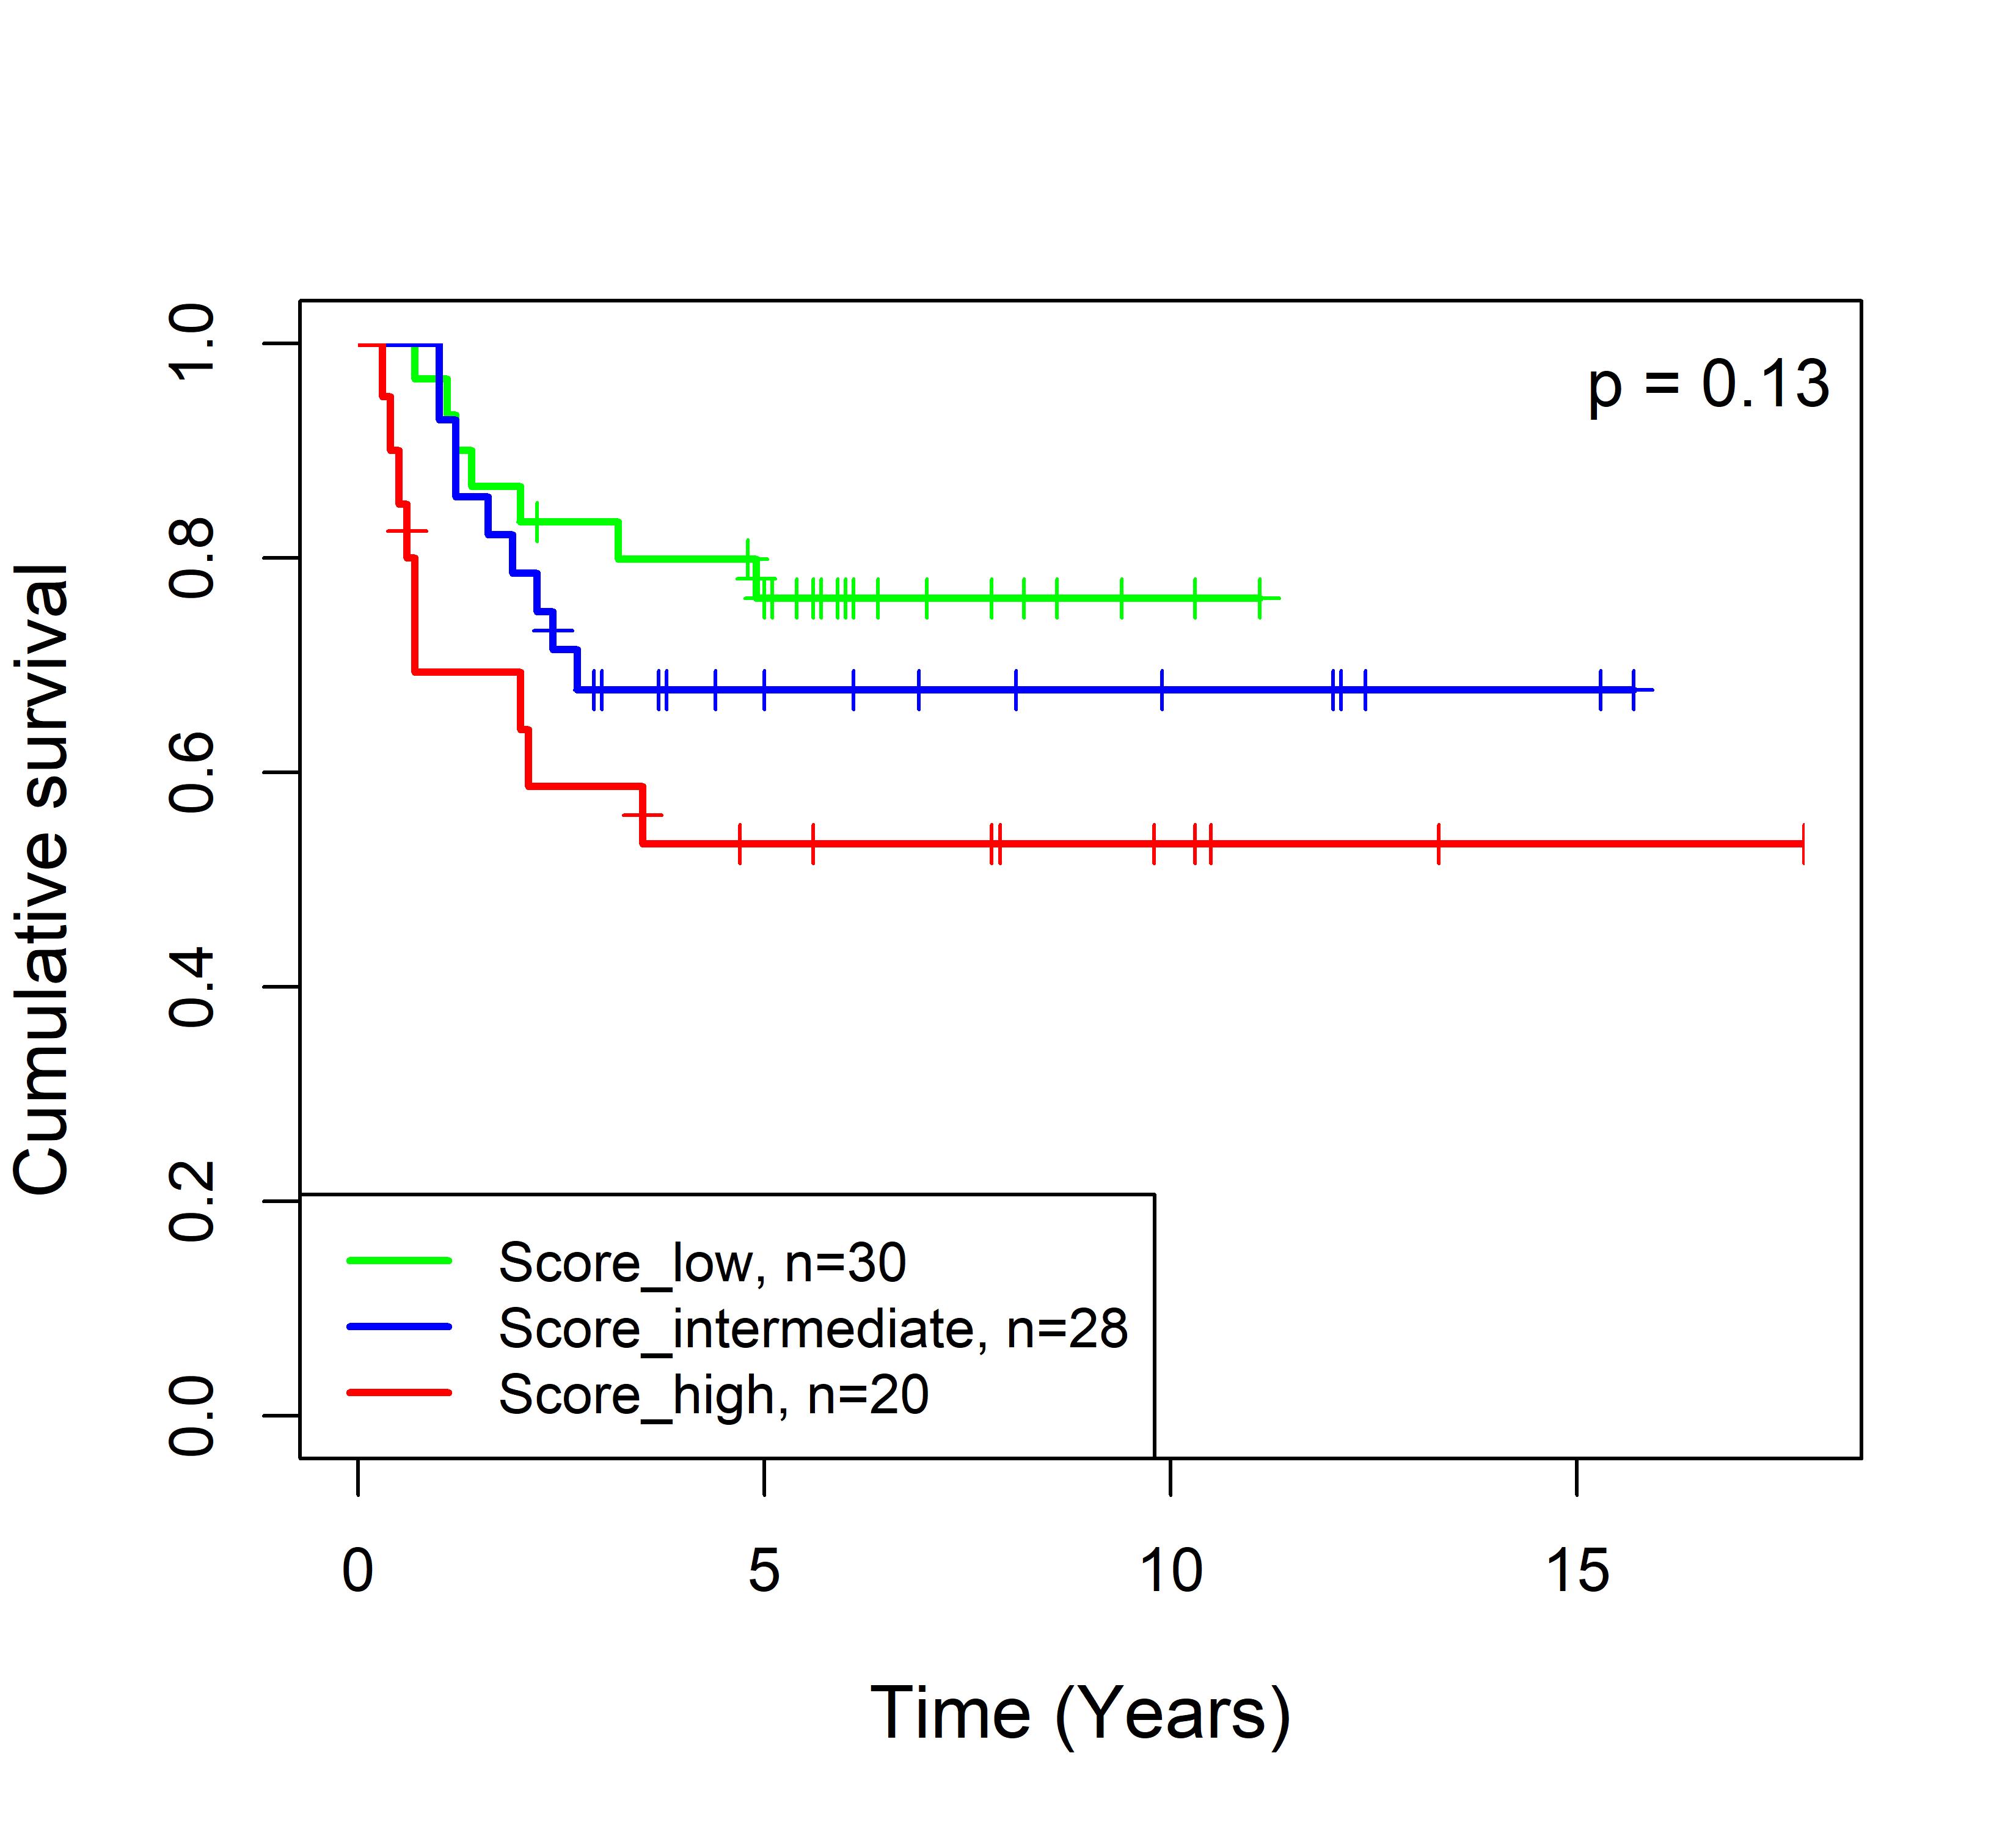 p = 0.13
Cumulative survival
1.0
0.8
0.6
0.4
0.2
0.0
Score_low, n=30
Score_intermediate, n=28
Score_high, n=20
0 5 10 15
Time (Years)